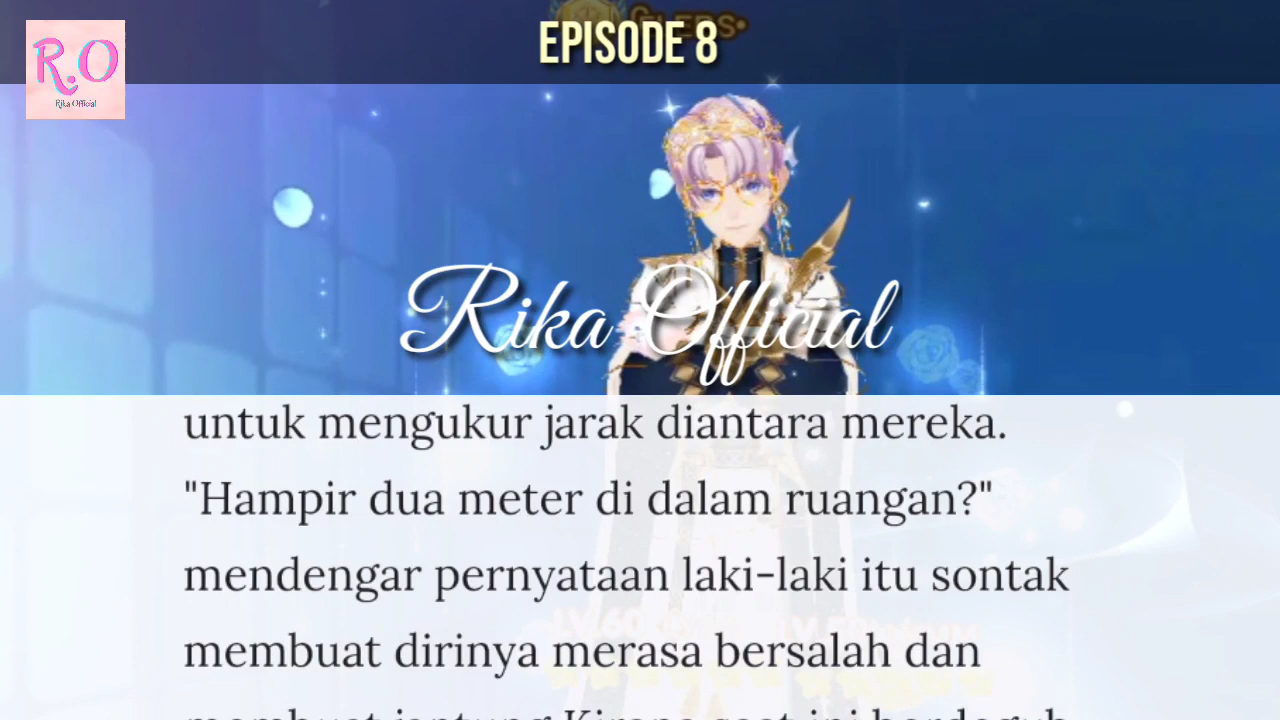 EPISODE 8
R.O
Rika Official
Rika Official
untuk mengukur jarak diantara mereka.
"Hampir dua meter di dalam ruangan?"
mendengar pernyataan laki-laki itu sontak
membuat dirinya merasa bersalah dan